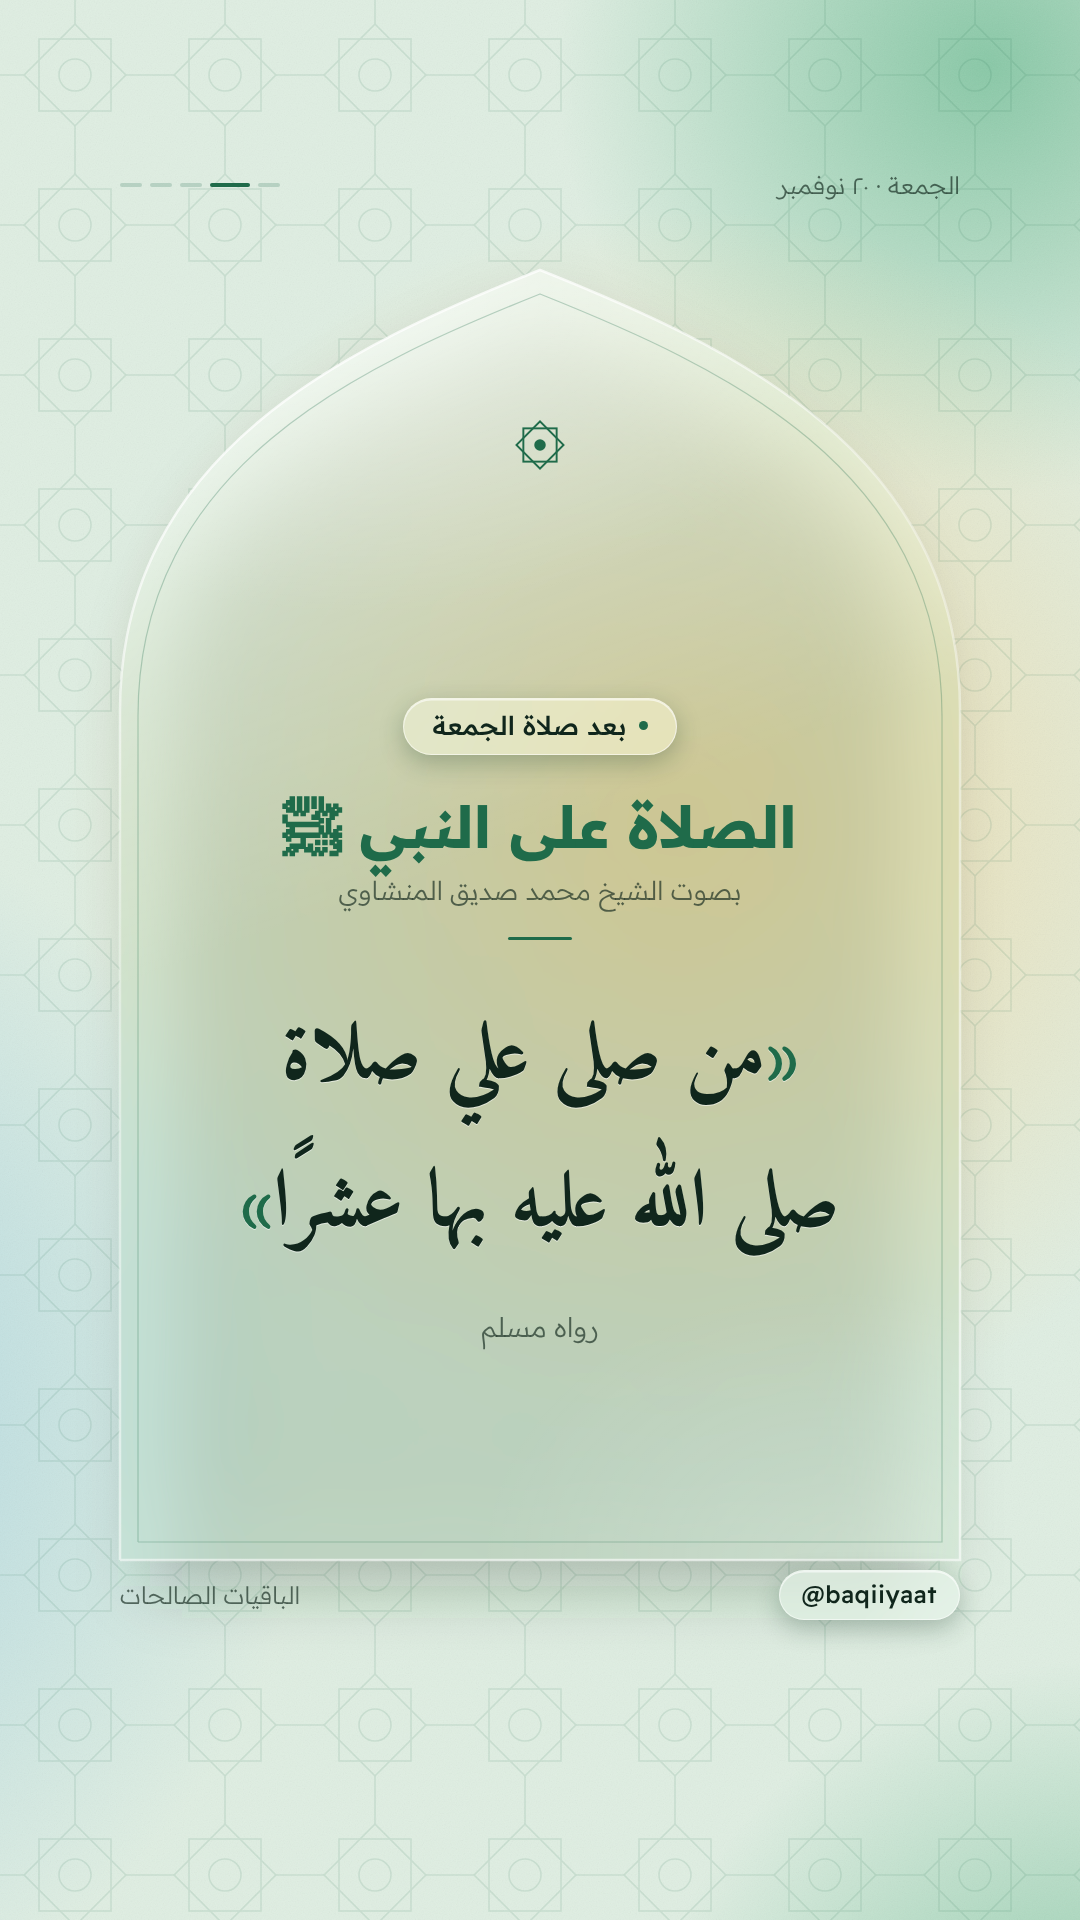 الجمعة · ٢٠ نوفمبر
بعد صلاة الجمعة
الصلاة على النبي ﷺ
بصوت الشيخ محمد صديق المنشاوي
«من صلى علي صلاة
صلى الله عليه بها عشرًا»
رواه مسلم
@baqiiyaat
الباقيات الصالحات